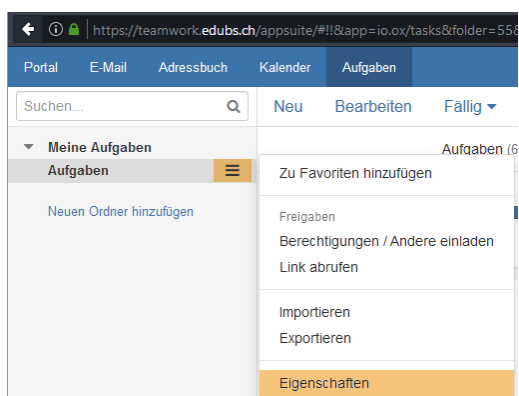 https://teamwork.edubs.ch/appsuite/#!!&app=io.ox/tasks&folder=55&
Portal E-Mail Adressbuch Kalender Aufgaben
Suchen... Neu Bearbeiten Fällig
Meine Aufgaben Aufgaben (6
Aufgaben
Zu Favoriten hinzufügen
Neuen Ordner hinzufügen
Freigaben
Berechtigungen / Andere einladen
Link abrufen
Importieren
Exportieren
Eigenschaften